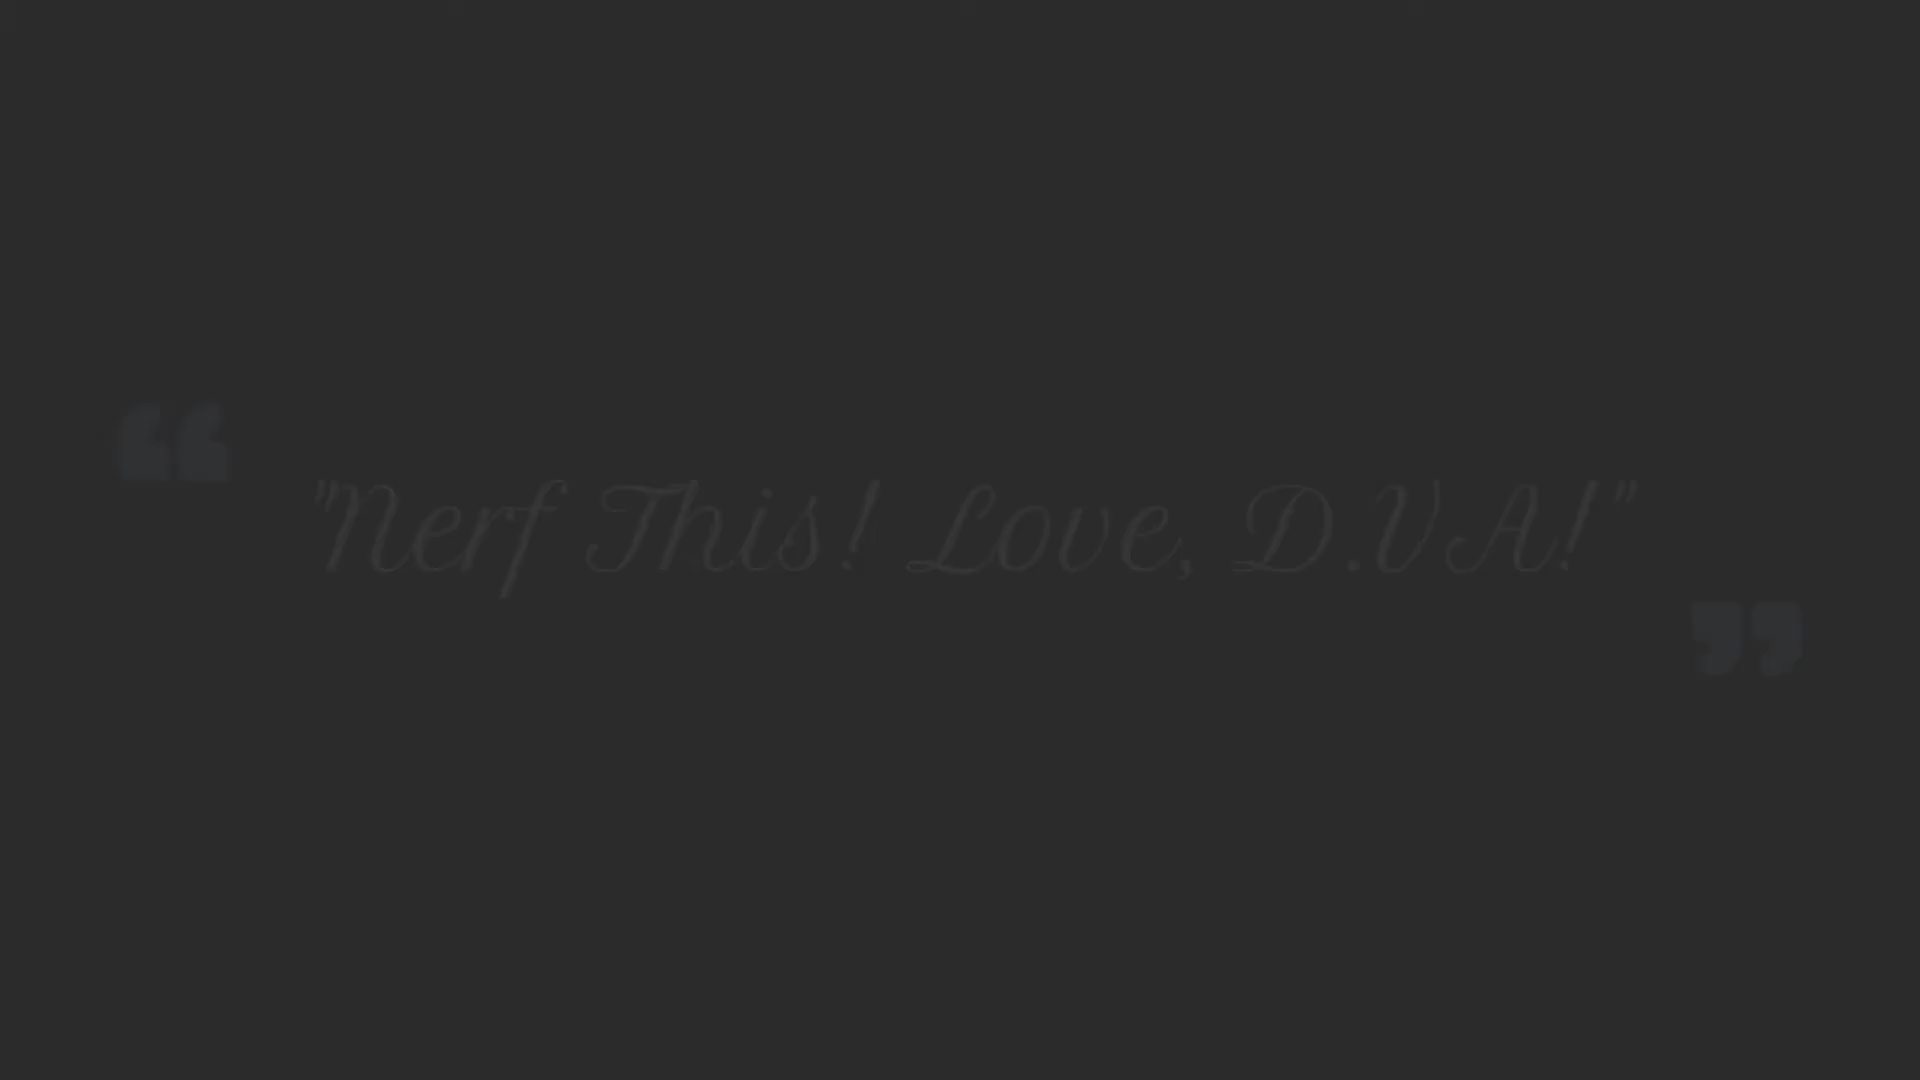 “
"Nerf This! Love, D.VA!"
”